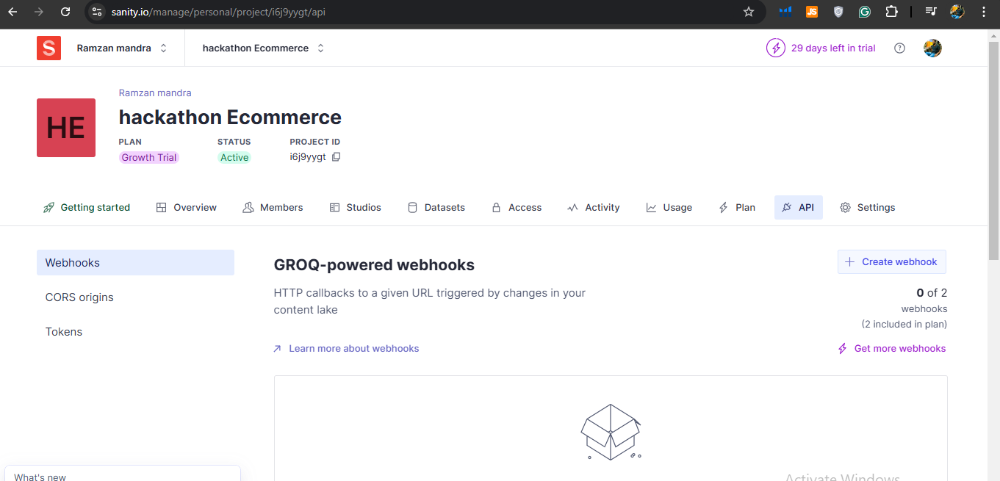 sanity.io/manage/personal/project/i6j9yygt/api
JS
S
Ramzan mandra
hackathon Ecommerce
29 days left in trial
HE
Ramzan mandra
hackathon Ecommerce
PLAN STATUS PROJECT ID
Growth Trial Active i6j9yygt
Getting started Overview Members Studios Datasets Access Activity Usage Plan API Settings
Webhooks
CORS origins
Tokens
GROQ-powered webhooks
Create webhook
HTTP callbacks to a given URL triggered by changes in your
content lake
0 of 2
webhooks
(2 included in plan)
Learn more about webhooks
Get more webhooks
What's new
Activate Windows